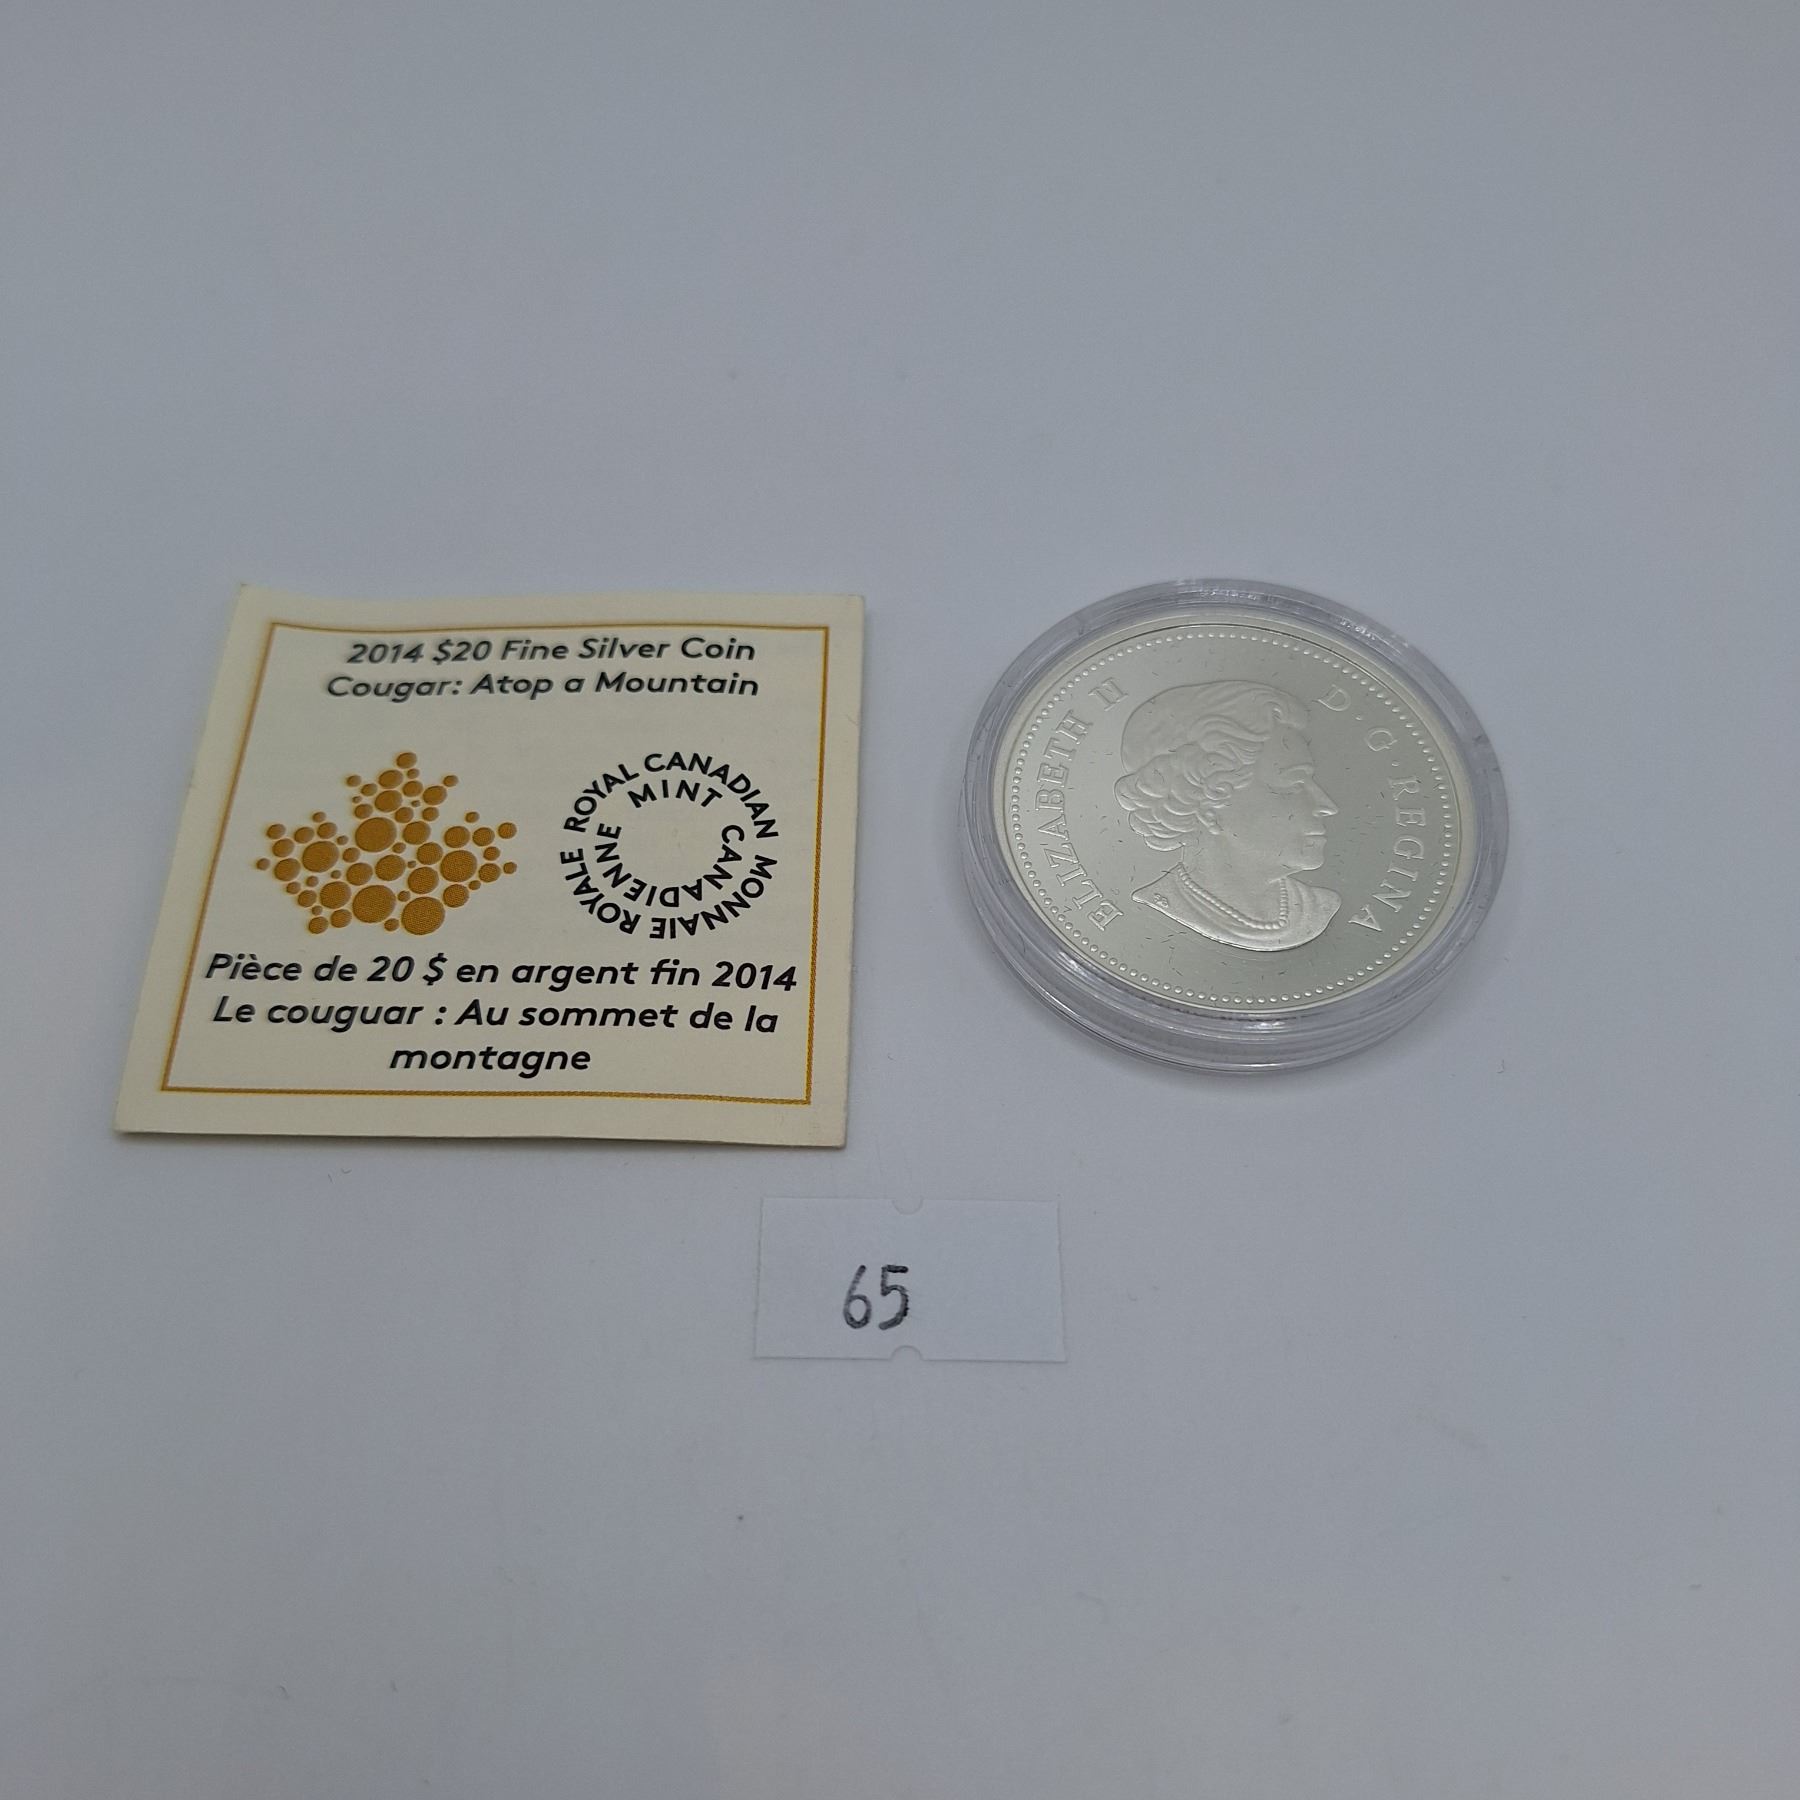 2014 $20 Fine Silver Coin
Cougar: Atop a Mountain
ROYAL CANADIAN
MINT
MONNAIE ROYALE
CANADIENNE
Pièce de 20 $ en argent fin 2014
Le couguar : Au sommet de la
montagne
ELIZABETH II D·G·REGINA
65